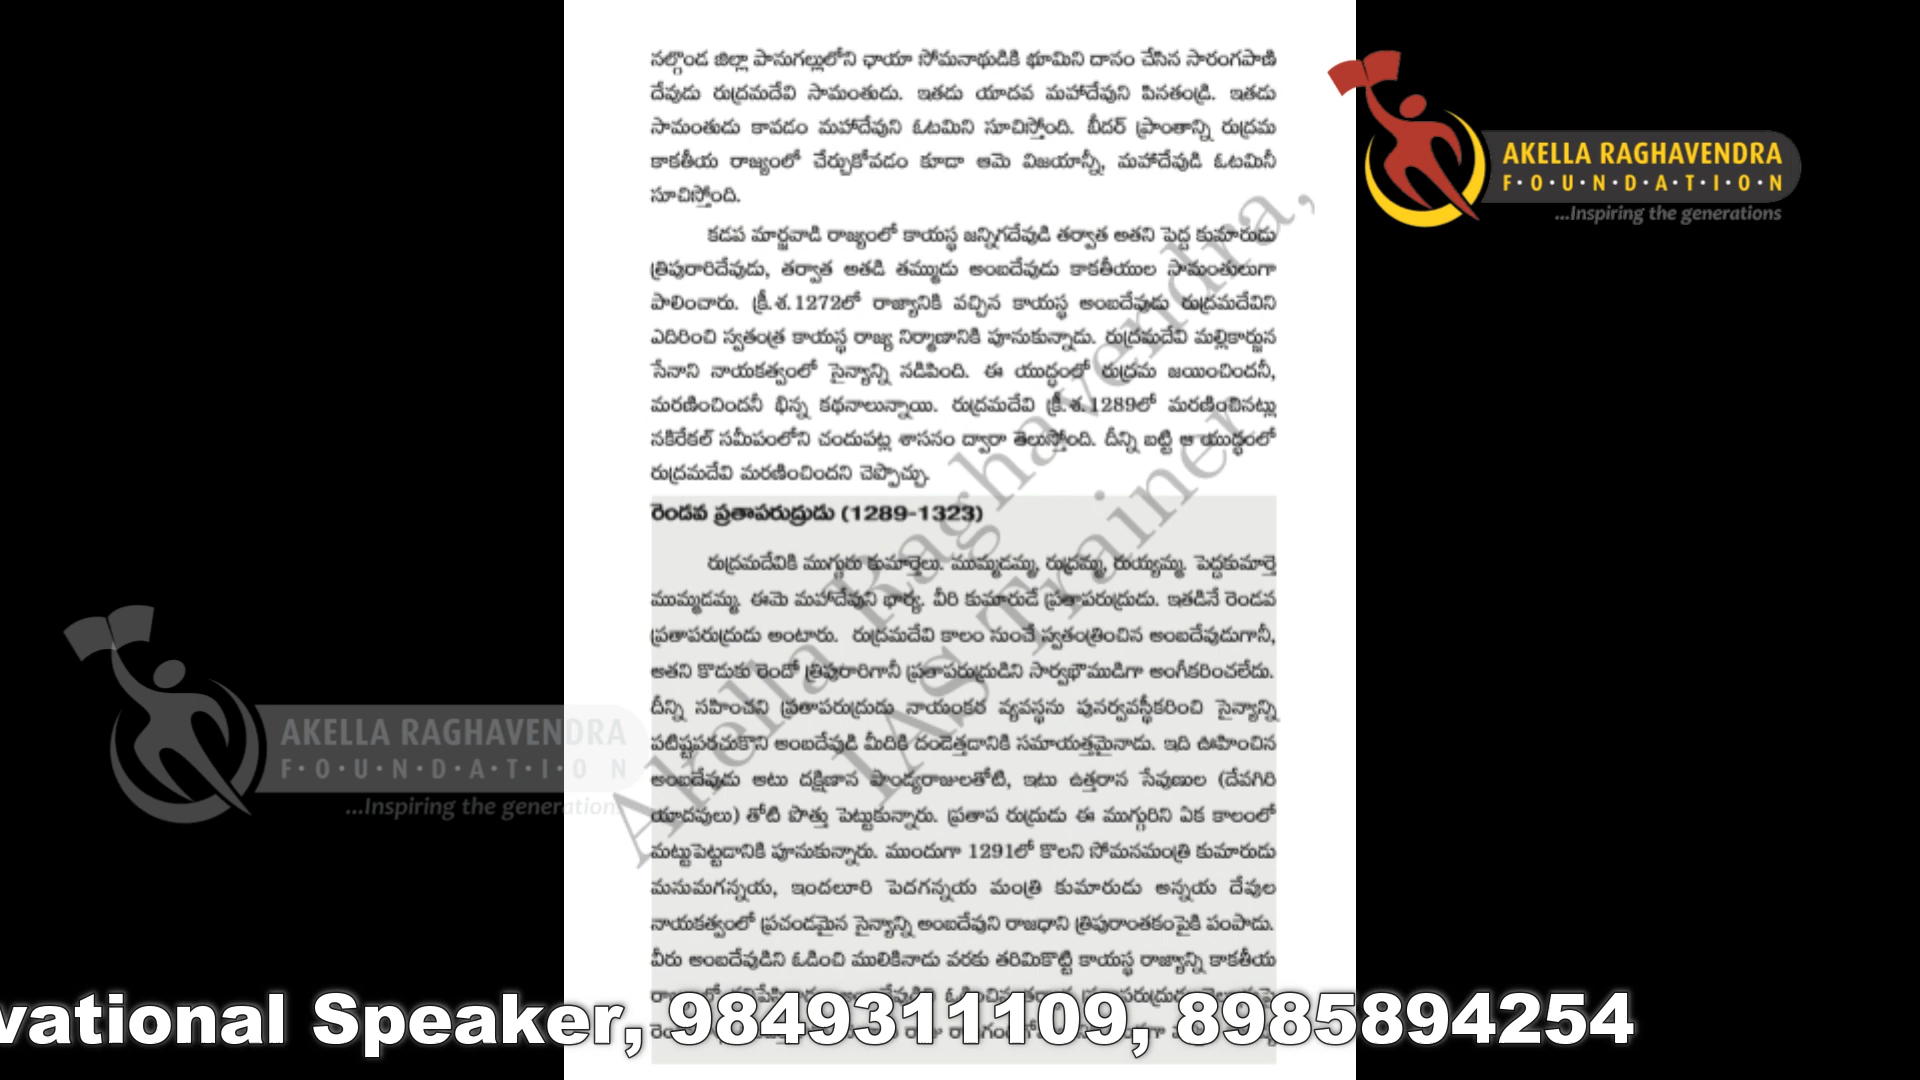 నల్గొండ జిల్లా పానుగల్లులోని ఛాయా సోమనాథుడికి భూమిని దానం చేసిన సారంగపాణి
దేవుడు రుద్రమదేవి సామంతుడు. ఇతడు యాదవ మహాదేవుని పినతండ్రి. ఇతడు
సామంతుడు కావడం మహాదేవుని ఓటమిని సూచిస్తోంది. బీదర్ ప్రాంతాన్ని రుద్రమ
కాకతీయ రాజ్యంలో చేర్చుకోవడం కూడా ఆమె విజయాన్నీ, మహాదేవుడి ఓటమినీ
సూచిస్తోంది.
కడప మార్జవాడి రాజ్యంలో కాయస్థ జన్నిగదేవుడి తర్వాత అతని పెద్ద కుమారుడు
త్రిపురారిదేవుడు, తర్వాత అతడి తమ్ముడు అంబదేవుడు కాకతీయుల సామంతులుగా
పాలించారు. క్రీ.శ.1272లో రాజ్యానికి వచ్చిన కాయస్థ అంబదేవుడు రుద్రమదేవిని
ఎదిరించి స్వతంత్ర కాయస్థ రాజ్య నిర్మాణానికి పూనుకున్నాడు. రుద్రమదేవి మల్లికార్జున
సేనాని నాయకత్వంలో సైన్యాన్ని నడిపింది. ఈ యుద్ధంలో రుద్రమ జయించిందనీ,
మరణించిందనీ భిన్న కథనాలున్నాయి. రుద్రమదేవి క్రీ.శ.1289లో మరణించినట్లు
నకిరేకల్ సమీపంలోని చందుపట్ల శాసనం ద్వారా తెలుస్తోంది. దీన్ని బట్టి ఆ యుద్ధంలో
రుద్రమదేవి మరణించిందని చెప్పొచ్చు.
రెండవ ప్రతాపరుద్రుడు (1289-1323)
రుద్రమదేవికి ముగ్గురు కుమార్తెలు. ముమ్మడమ్మ, రుద్రమ్మ, రుయ్యమ్మ. పెద్దకుమార్తె
ముమ్మడమ్మ. ఈమె మహాదేవుని భార్య. వీరి కుమారుడే ప్రతాపరుద్రుడు. ఇతడినే రెండవ
ప్రతాపరుద్రుడు అంటారు. రుద్రమదేవి కాలం నుంచే స్వతంత్రించిన అంబదేవుడుగానీ,
అతని కొడుకు రెండో త్రిపురారిగానీ ప్రతాపరుద్రుడిని సార్వభౌముడిగా అంగీకరించలేదు.
దీన్ని సహించని ప్రతాపరుద్రుడు నాయంకర వ్యవస్థను పునర్వవస్థీకరించి సైన్యాన్ని
పటిష్టపరచుకొని అంబదేవుడి మీదికి దండెత్తడానికి సమాయత్తమైనాడు. ఇది ఊహించిన
అంబదేవుడు అటు దక్షిణాన పాండ్యరాజులతోటి, ఇటు ఉత్తరాన సేవుణుల (దేవగిరి
యాదవులు) తోటి పొత్తు పెట్టుకున్నారు. ప్రతాప రుద్రుడు ఈ ముగ్గురిని ఏక కాలంలో
మట్టుపెట్టడానికి పూనుకున్నారు. ముందుగా 1291లో కొలని సోమనమంత్రి కుమారుడు
మనుమగన్నయ, ఇందలూరి పెదగన్నయ మంత్రి కుమారుడు అన్నయ దేవుల
నాయకత్వంలో ప్రచండమైన సైన్యాన్ని అంబదేవుని రాజధాని త్రిపురాంతకంపైకి పంపాడు.
వీరు అంబదేవుడిని ఓడించి ములికినాడు వరకు తరిమికొట్టి కాయస్థ రాజ్యాన్ని కాకతీయ
Akella Raghavendra,
IAS Trainer
AKELLA RAGHAVENDRA
F·O·U·N·D·A·T·I·O·N
...Inspiring the generations
AKELLA RAGHAVENDRA
F·O·U·N·D·A·T·I·O·N
...Inspiring the generations
vational Speaker, 9849311109, 8985894254